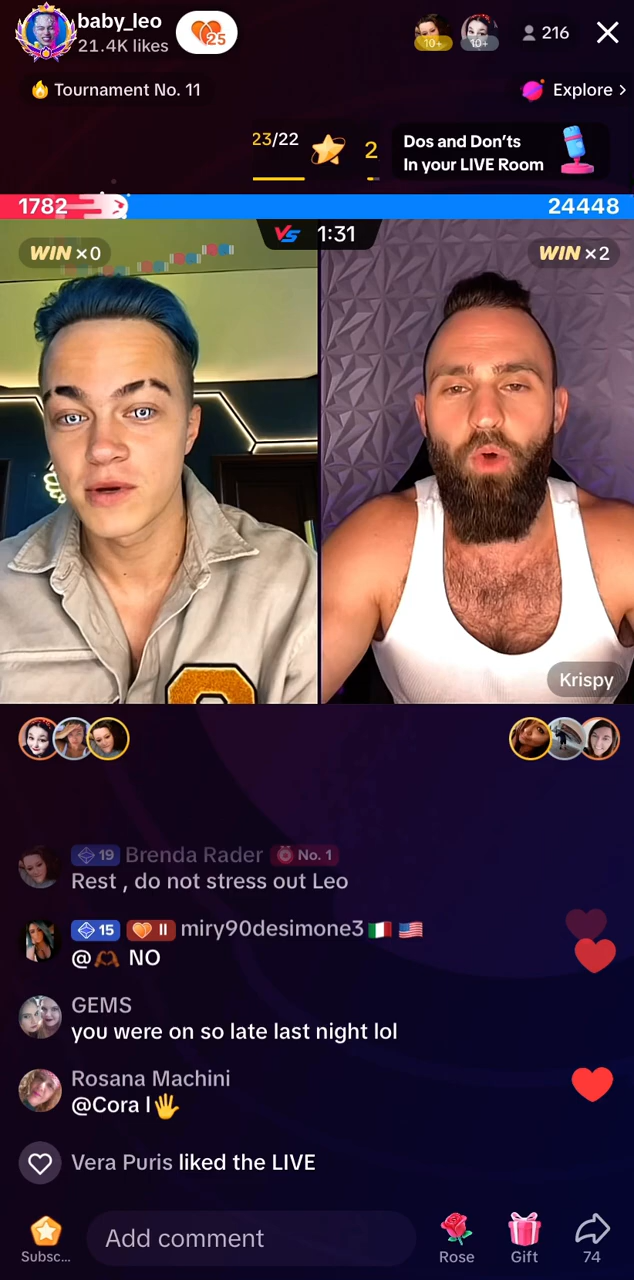 baby_leo
21.4K likes
25
10+
10+
216
Tournament No. 11
Explore
23/22
2
Dos and Don'ts
In your LIVE Room
1782
24448
VS
1:31
WIN ×0
WIN ×2
Krispy
19 Brenda Rader No. 1
Rest , do not stress out Leo
15 II miry90desimone3
@🫶🏾 NO
GEMS
you were on so late last night lol
Rosana Machini
@Cora l🖐
Vera Puris liked the LIVE
Subsc...
Add comment
Rose
Gift
74